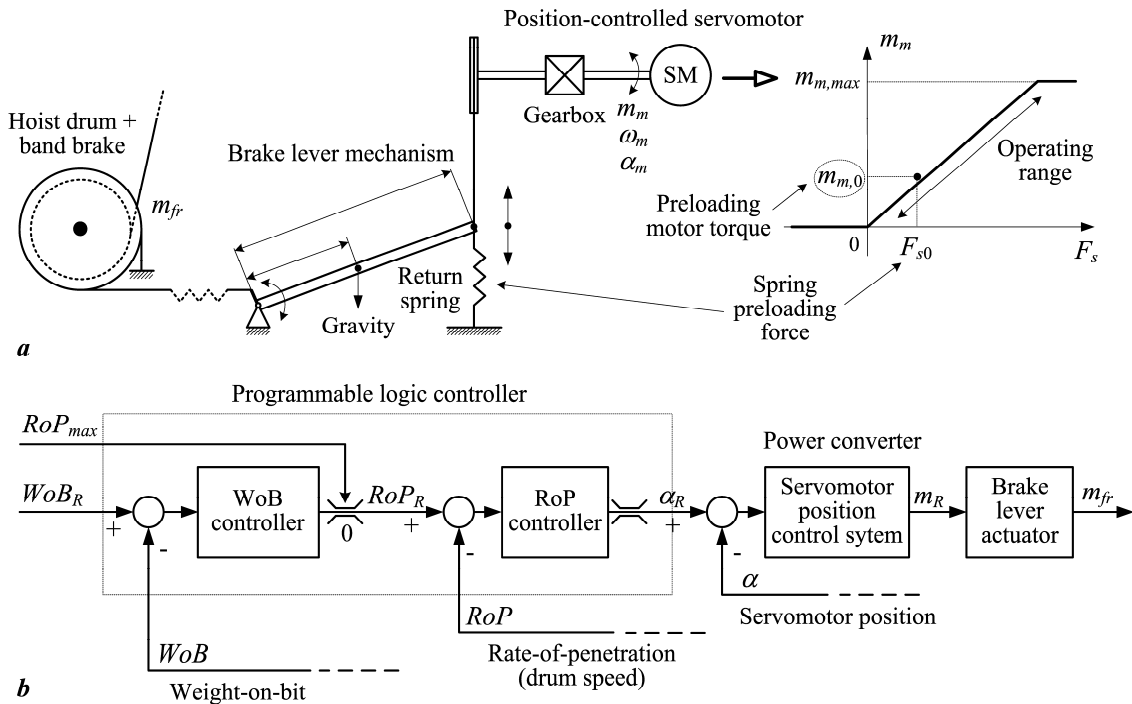 a
Position-controlled servomotor
SM
Gearbox
m_m
ω_m
α_m
Hoist drum +
band brake
m_fr
Brake lever mechanism
Gravity
Return
spring
m_m
m_m,max
m_m,0
Operating
range
Preloading
motor torque
0
F_s0
F_s
Spring
preloading
force
b
Programmable logic controller
RoP_max
WoB_R
+
-
WoB
controller
0
RoP_R
+
-
RoP
controller
α_R
+
-
Power converter
Servomotor
position
control sytem
m_R
Brake
lever
actuator
m_fr
α
Servomotor position
RoP
Rate-of-penetration
(drum speed)
WoB
Weight-on-bit